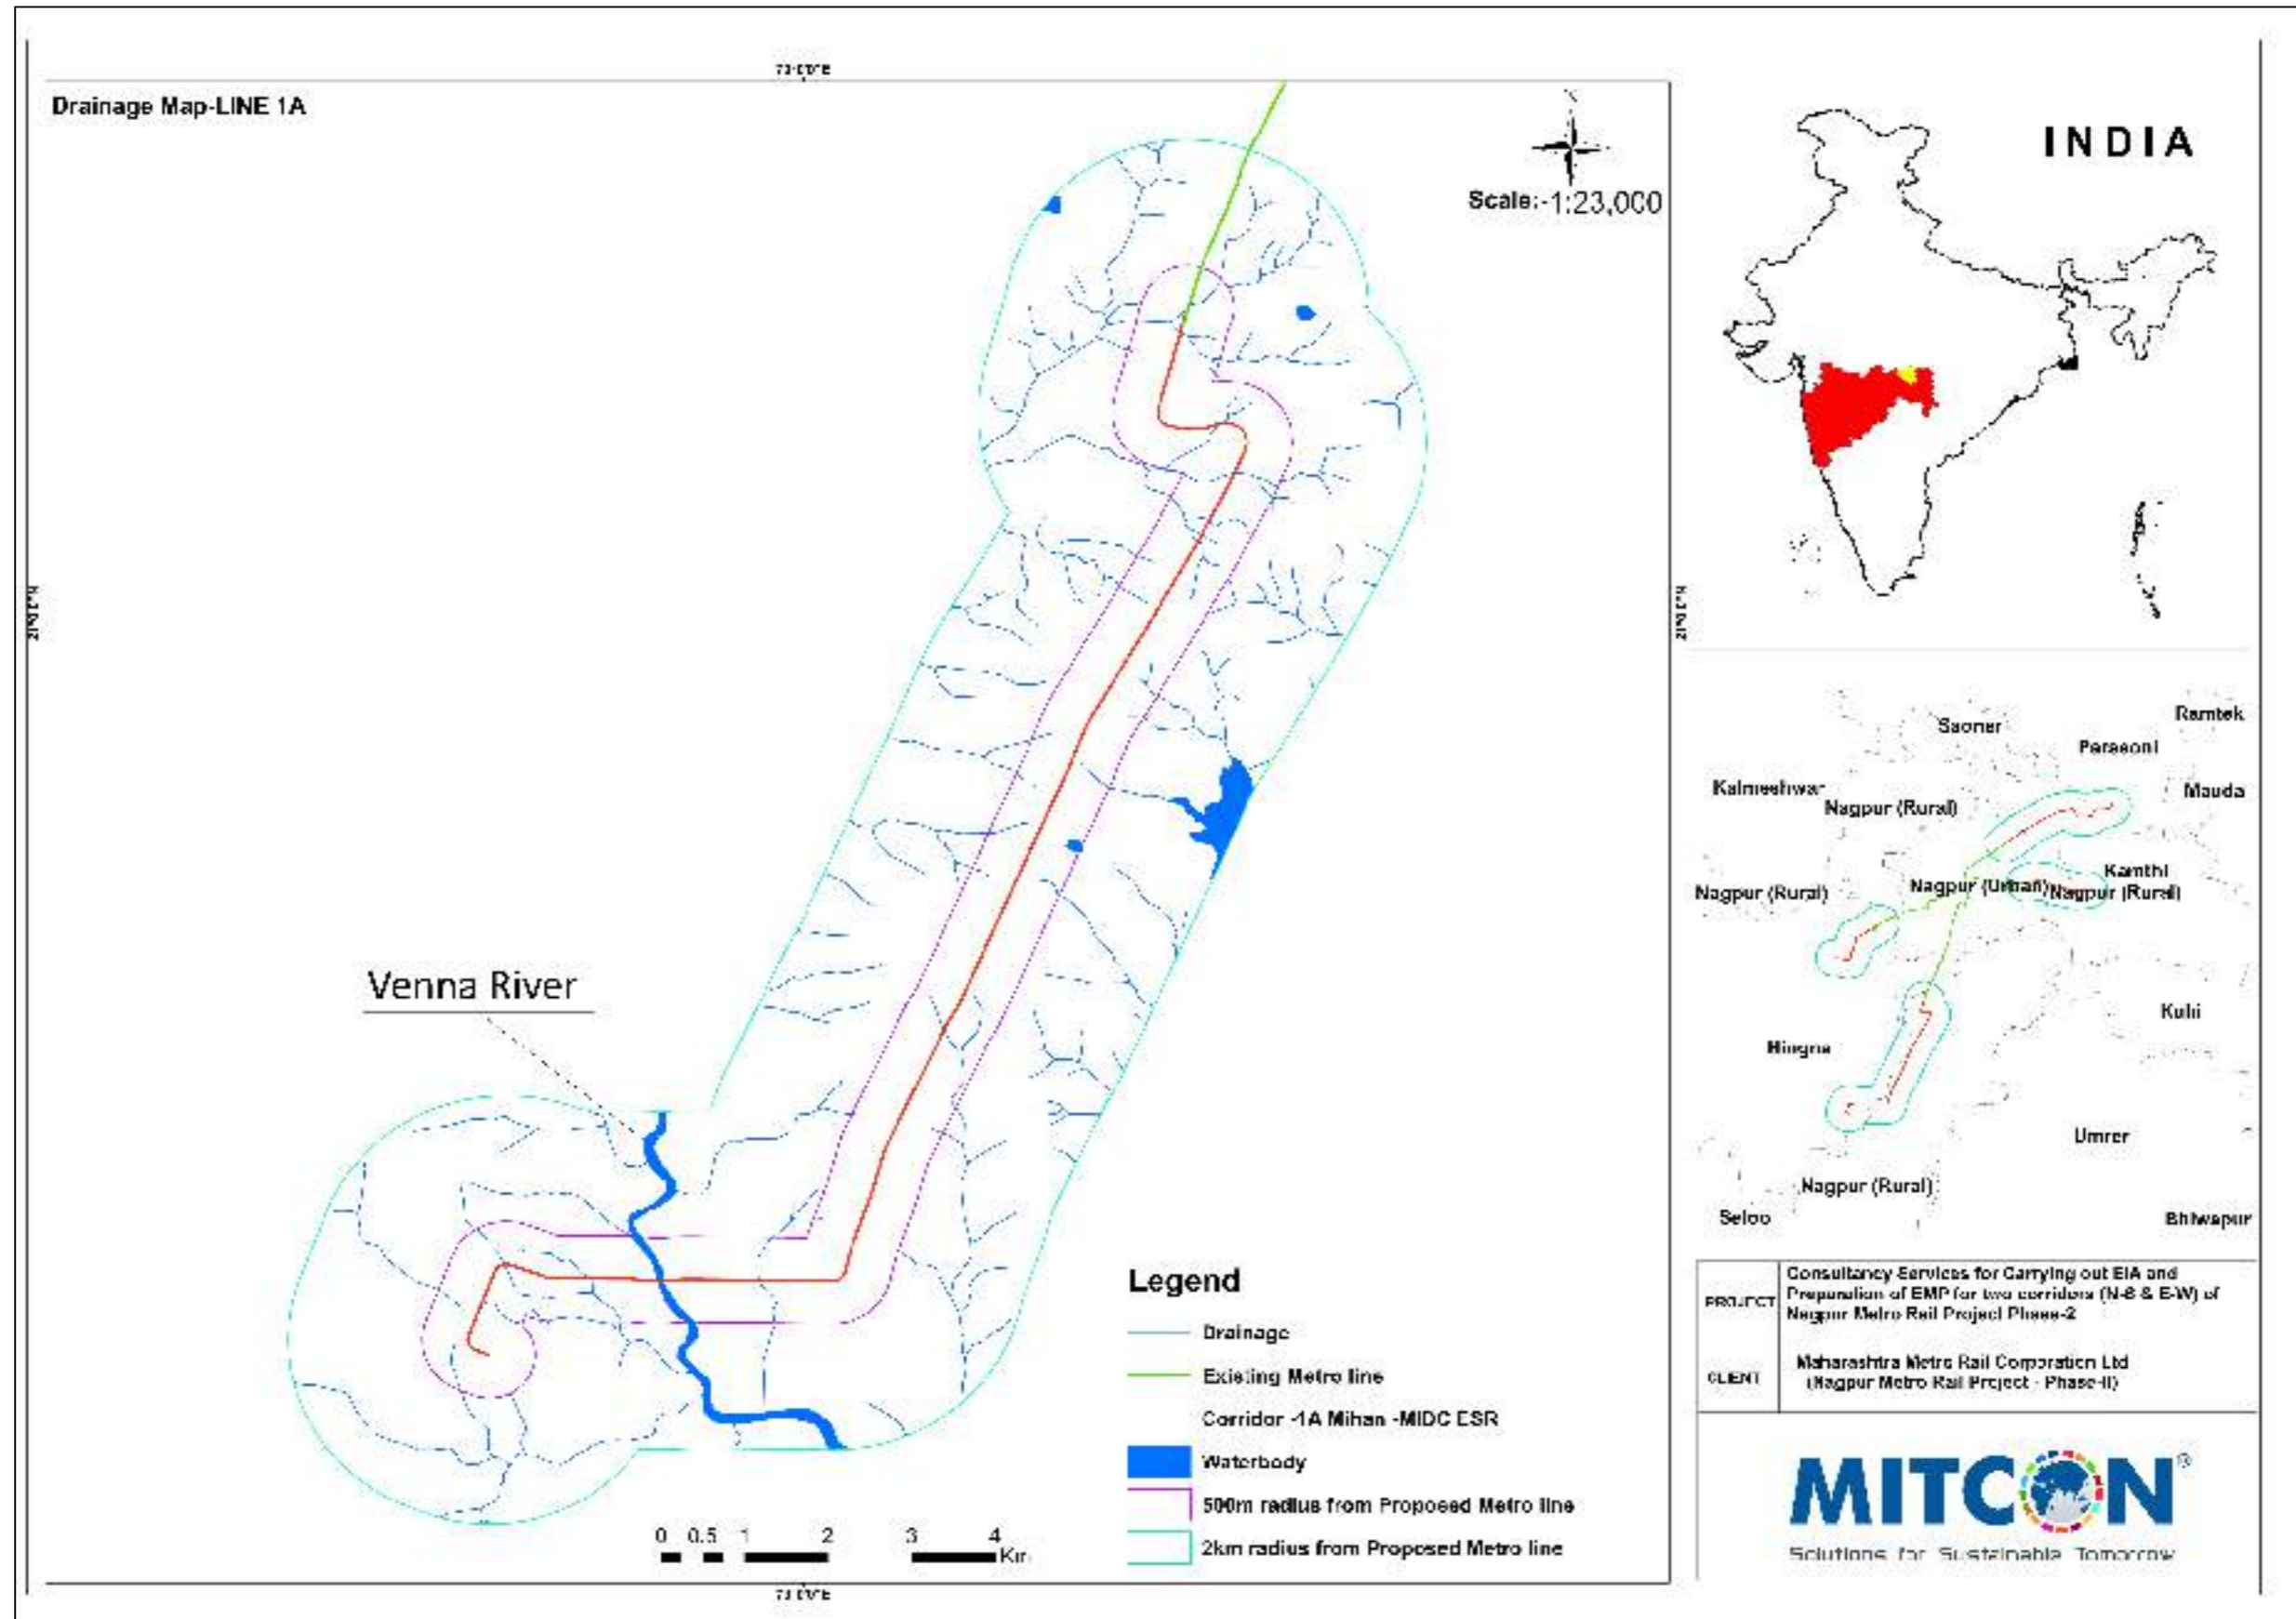 Drainage Map-LINE 1A
Scale:-1:23,000
Venna River
Legend
Drainage
Existing Metro line
Corridor -1A Mihan -MIDC ESR
Waterbody
500m radius from Proposed Metro line
2km radius from Proposed Metro line
0 0.5 1 2 3 4
Km
INDIA
Saoner
Ramtek
Parseoni
Kalmeshwar
Nagpur (Rural)
Mauda
Kamthi
Nagpur (Rural)
Nagpur (Urban)
Nagpur (Rural)
Kuhi
Hingna
Umrer
Nagpur (Rural)
Seloo
Bhiwapur
PROJECT
Consultancy Services for Carrying out EIA and
Preparation of EMP for two corridors (N-S & E-W) of
Nagpur Metro Rail Project Phase-2
CLIENT
Maharashtra Metro Rail Corporation Ltd
(Nagpur Metro Rail Project - Phase-II)
MITCON®
Solutions for Sustainable Tomorrow